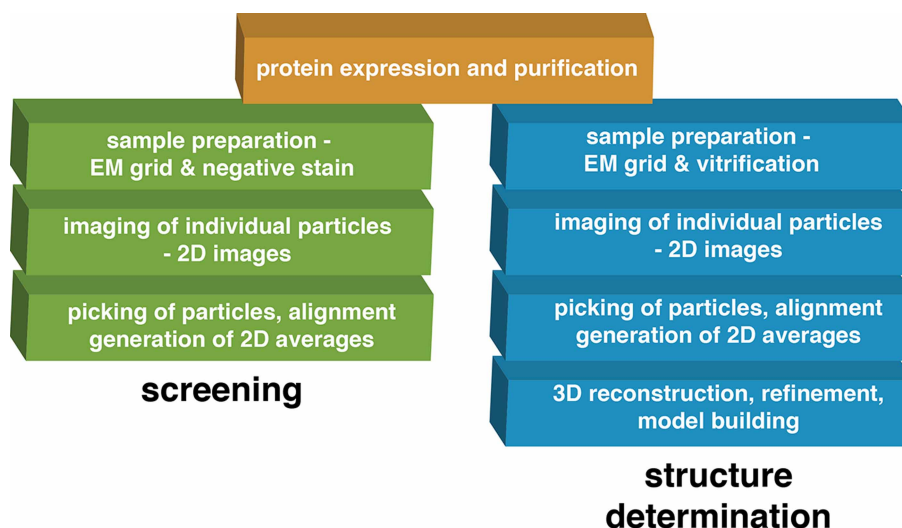 protein expression and purification
sample preparation -
EM grid & negative stain
imaging of individual particles
- 2D images
picking of particles, alignment
generation of 2D averages
screening
sample preparation -
EM grid & vitrification
imaging of individual particles
- 2D images
picking of particles, alignment
generation of 2D averages
3D reconstruction, refinement,
model building
structure
determination